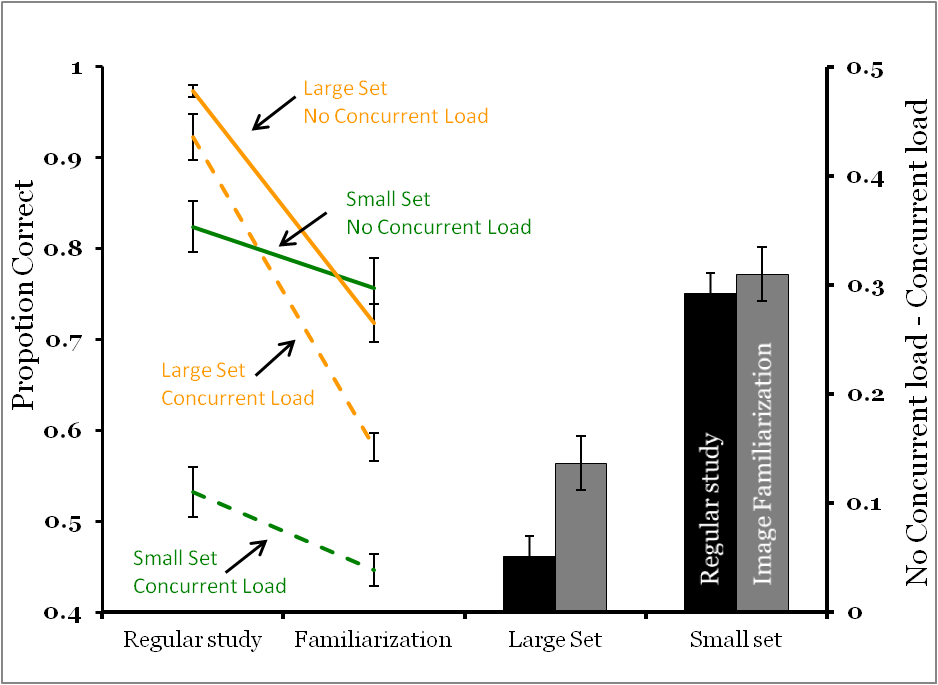 Propotion Correct
1
0.9
0.8
0.7
0.6
0.5
0.4
Large Set
No Concurrent Load
Small Set
No Concurrent Load
Large Set
Concurrent Load
Small Set
Concurrent Load
Regular study
Image Familiarization
Regular study
Familiarization
Large Set
Small set
0.5
0.4
0.3
0.2
0.1
0
No Concurrent load - Concurrent load